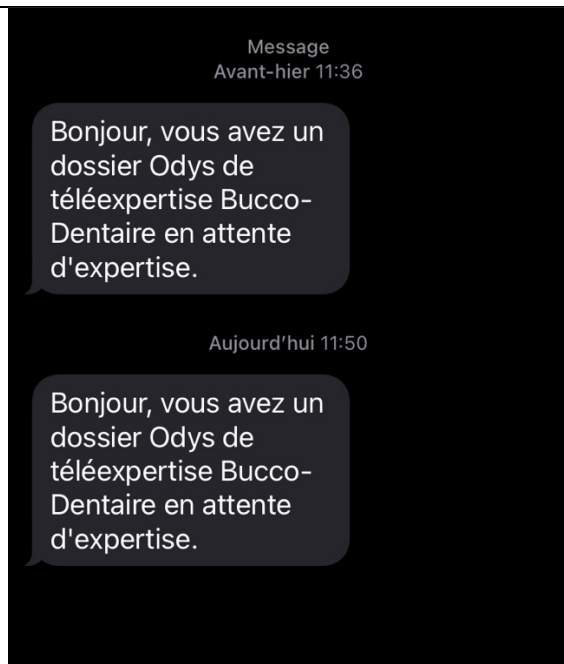 Message
Avant-hier 11:36
Bonjour, vous avez un
dossier Odys de
téléexpertise Bucco-
Dentaire en attente
d'expertise.
Aujourd’hui 11:50
Bonjour, vous avez un
dossier Odys de
téléexpertise Bucco-
Dentaire en attente
d'expertise.